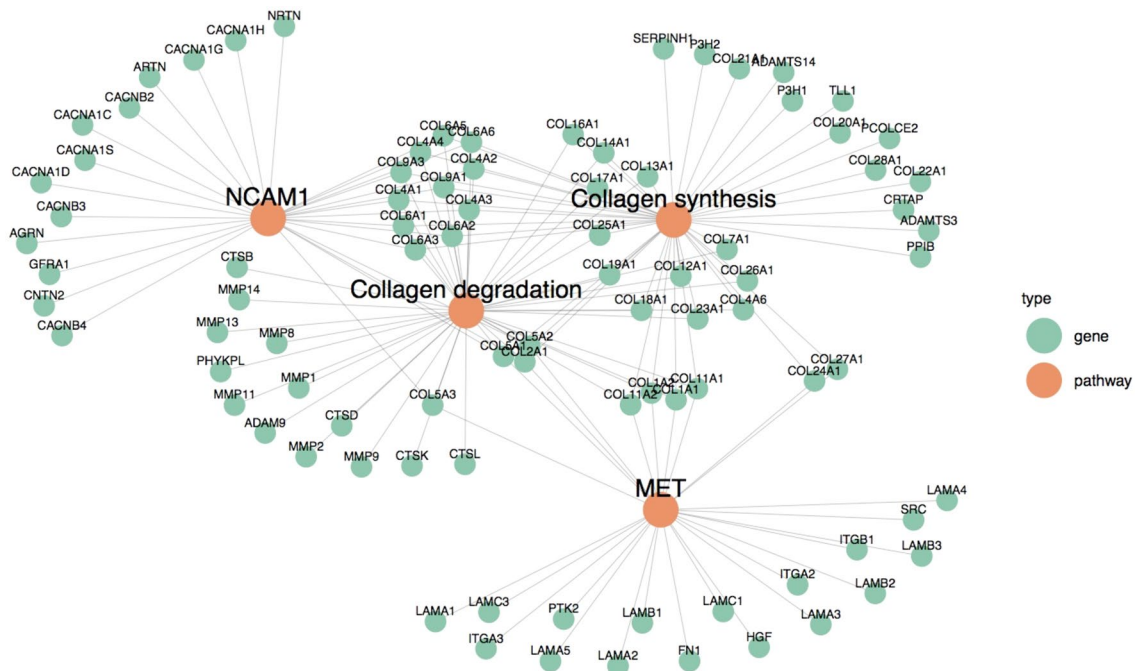 NRTN
CACNA1H
CACNA1G
ARTN
CACNB2
CACNA1C
CACNA1S
CACNA1D
CACNB3
AGRN
GFRA1
CNTN2
CACNB4
NCAM1
COL6A5
COL6A6
COL4A4
COL4A2
COL9A3
COL9A1
COL4A1
COL4A3
COL6A1
COL6A2
COL6A3
SERPINH1
P3H2
COL21A1
ADAMTS14
P3H1
TLL1
COL20A1
PCOLCE2
COL28A1
COL22A1
CRTAP
ADAMTS3
PPIB
COL16A1
COL14A1
COL13A1
COL17A1
Collagen synthesis
COL25A1
COL7A1
COL19A1
COL12A1
COL26A1
COL18A1
COL23A1
COL4A6
CTSB
MMP14
Collagen degradation
MMP13
MMP8
PHYKPL
MMP1
MMP11
ADAM9
CTSD
MMP2
MMP9
CTSK
CTSL
COL5A3
COL5A2
COL5A1
COL2A1
COL1A2
COL11A1
COL11A2
COL1A1
COL27A1
COL24A1
type
gene
pathway
MET
LAMA4
SRC
ITGB1
LAMB3
ITGA2
LAMB2
LAMA1
LAMC3
PTK2
LAMB1
LAMC1
LAMA3
ITGA3
LAMA5
LAMA2
FN1
HGF